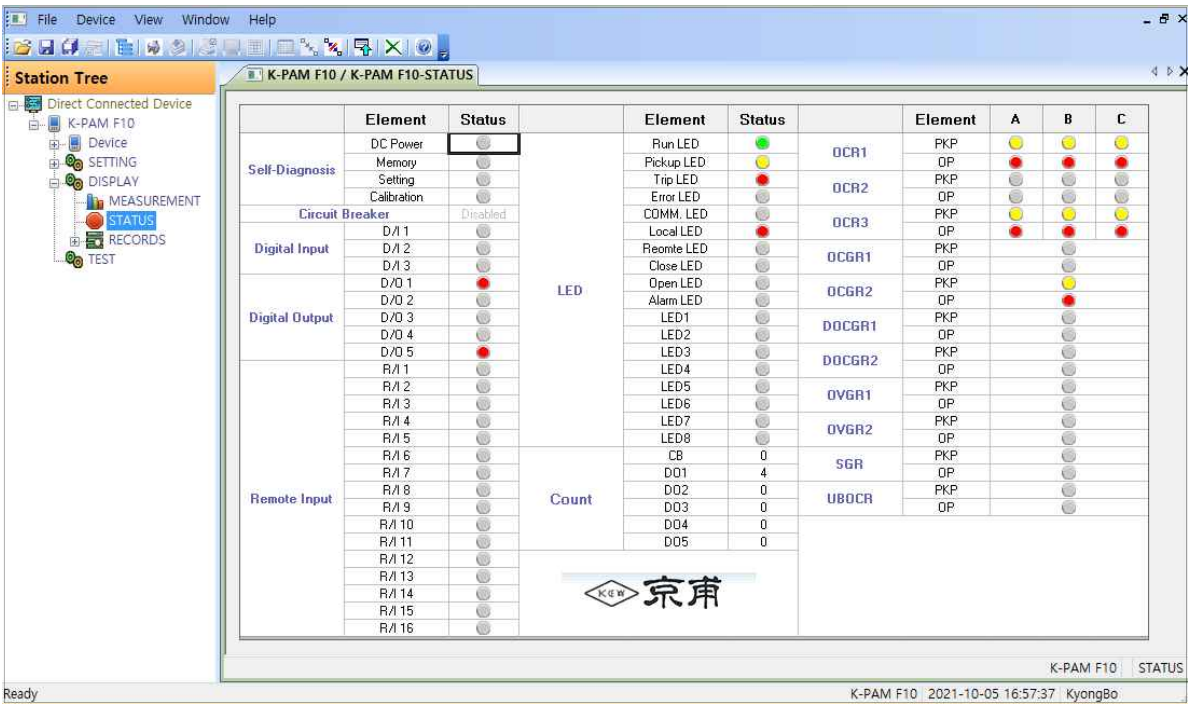 File Device View Window Help
Station Tree
K-PAM F10 / K-PAM F10-STATUS
Direct Connected Device
K-PAM F10
Device
SETTING
DISPLAY
MEASUREMENT
STATUS
RECORDS
TEST
Element Status Element Status Element A B C
Self-Diagnosis
DC Power
Memory
Setting
Calibration
Circuit Breaker Disabled
Digital Input
D/I 1
D/I 2
D/I 3
Digital Output
D/O 1
D/O 2
D/O 3
D/O 4
D/O 5
Remote Input
R/I 1
R/I 2
R/I 3
R/I 4
R/I 5
R/I 6
R/I 7
R/I 8
R/I 9
R/I 10
R/I 11
R/I 12
R/I 13
R/I 14
R/I 15
R/I 16
LED
Run LED
Pickup LED
Trip LED
Error LED
COMM. LED
Local LED
Reomte LED
Close LED
Open LED
Alarm LED
LED1
LED2
LED3
LED4
LED5
LED6
LED7
LED8
Count
CB 0
DO1 4
DO2 0
DO3 0
DO4 0
DO5 0
KEW 京甫
OCR1
PKP
OP
OCR2
PKP
OP
OCR3
PKP
OP
OCGR1
PKP
OP
OCGR2
PKP
OP
DOCGR1
PKP
OP
DOCGR2
PKP
OP
OVGR1
PKP
OP
OVGR2
PKP
OP
SGR
PKP
OP
UBOCR
PKP
OP
K-PAM F10 STATUS
Ready K-PAM F10 2021-10-05 16:57:37 KyongBo